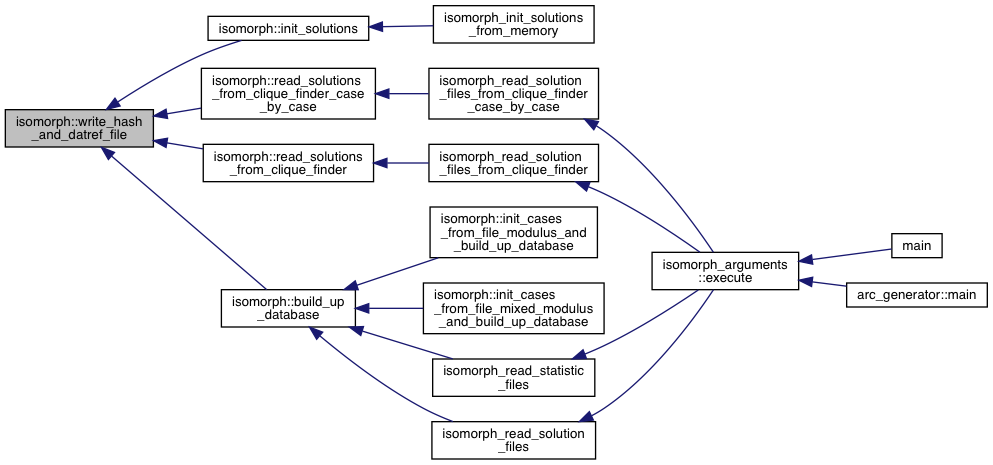 isomorph::write_hash
_and_datref_file
isomorph::init_solutions
isomorph_init_solutions
_from_memory
isomorph::read_solutions
_from_clique_finder_case
_by_case
isomorph_read_solution
_files_from_clique_finder
_case_by_case
isomorph::read_solutions
_from_clique_finder
isomorph_read_solution
_files_from_clique_finder
isomorph::build_up
_database
isomorph::init_cases
_from_file_modulus_and
_build_up_database
isomorph::init_cases
_from_file_mixed_modulus
_and_build_up_database
isomorph_read_statistic
_files
isomorph_read_solution
_files
isomorph_arguments
::execute
main
arc_generator::main